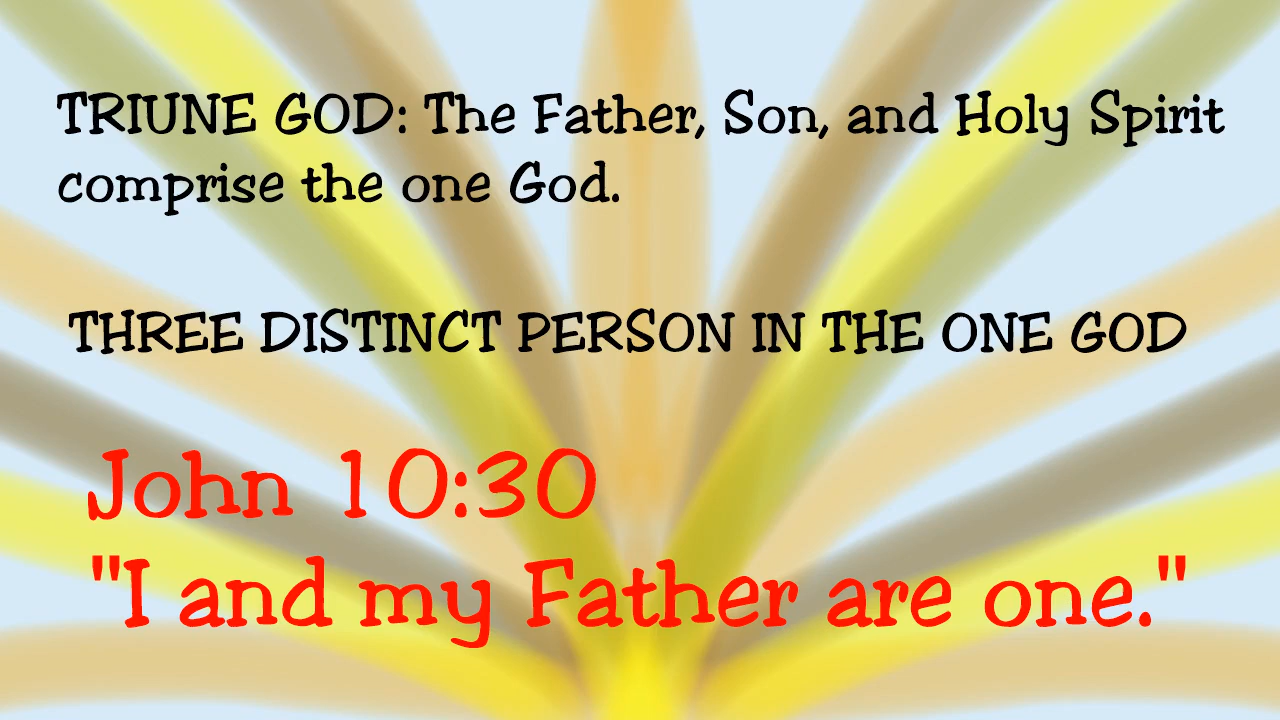 TRIUNE GOD: The Father, Son, and Holy Spirit
comprise the one God.
THREE DISTINCT PERSON IN THE ONE GOD
John 10:30
"I and my Father are one."